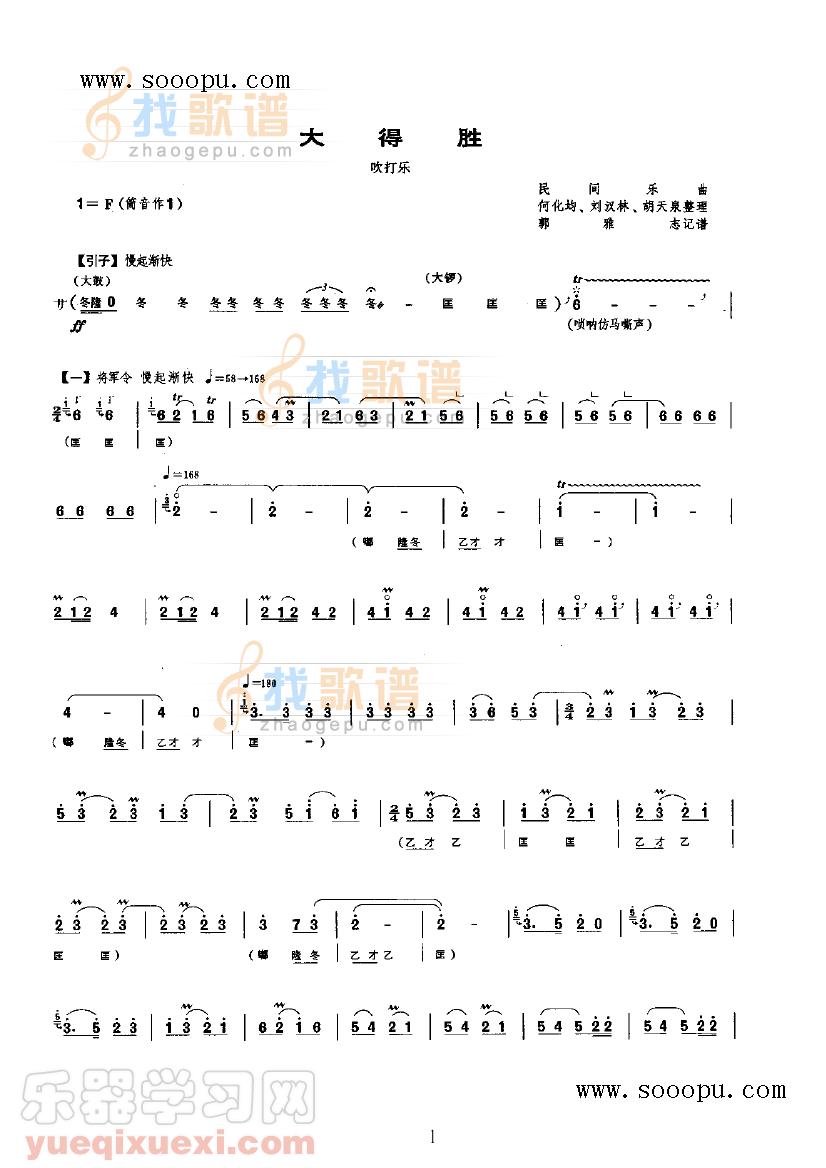 www.sooopu.com
找歌谱
zhaogepu.com
大 得 胜
吹打乐
1= F(筒音作1)
民间乐曲
何化均、刘汉林、胡天泉整理
郭雅志记谱
【引子】慢起渐快
(大鼓) (大锣) tr
サ(冬隆 0 冬 冬 冬冬 冬冬 冬冬冬 冬 - 匡 匡 匡) 6 - - -
ff (唢呐仿马嘶声)
【一】将军令 慢起渐快 ♩=58→168
找歌谱
zhaogepu.com
2/4 6 6 | 6 2 1 6 | 5 6 4 3 | 2 1 6 3 | 2 1 5 6 | 5 6 5 6 | 5 6 5 6 | 6 6 6 6 |
(匡 匡 匡)
♩=168
6 6 6 6 | 2 - | 2 - | 2 - | 2 - | 1 - | 1 - |
(嘟 隆冬 | 乙才 才 | 匡 -)
2 1 2 4 | 2 1 2 4 | 2 1 2 4 2 | 4 1 4 2 | 4 1 4 2 | 4 1 4 1 | 4 1 4 1 |
找歌谱
zhaogepu.com
♩=180
4 - | 4 0 | 3. 3 3 3 | 3 3 3 3 | 3 6 5 3 | 3/4 2 3 1 3 2 3 |
(嘟 隆冬 | 乙才 才 | 匡 -)
5 3 2 3 1 3 | 2 3 5 1 6 1 | 2/4 5 3 2 3 | 1 3 2 1 | 5 3 2 1 |
(乙才 乙 | 匡 匡 | 乙才 乙
2 3 2 3 | 2 3 2 3 | 3 7 3 | 2 - | 2 - | 3. 5 2 0 | 3. 5 2 0 |
匡 匡) (嘟 隆冬 | 乙才乙 | 匡)
3. 5 2 3 | 1 3 2 1 | 6 2 1 6 | 5 4 2 1 | 5 4 2 1 | 5 4 5 2 2 | 5 4 5 2 2 |
乐器学习网
yueqixuexi.com
www.sooopu.com
1